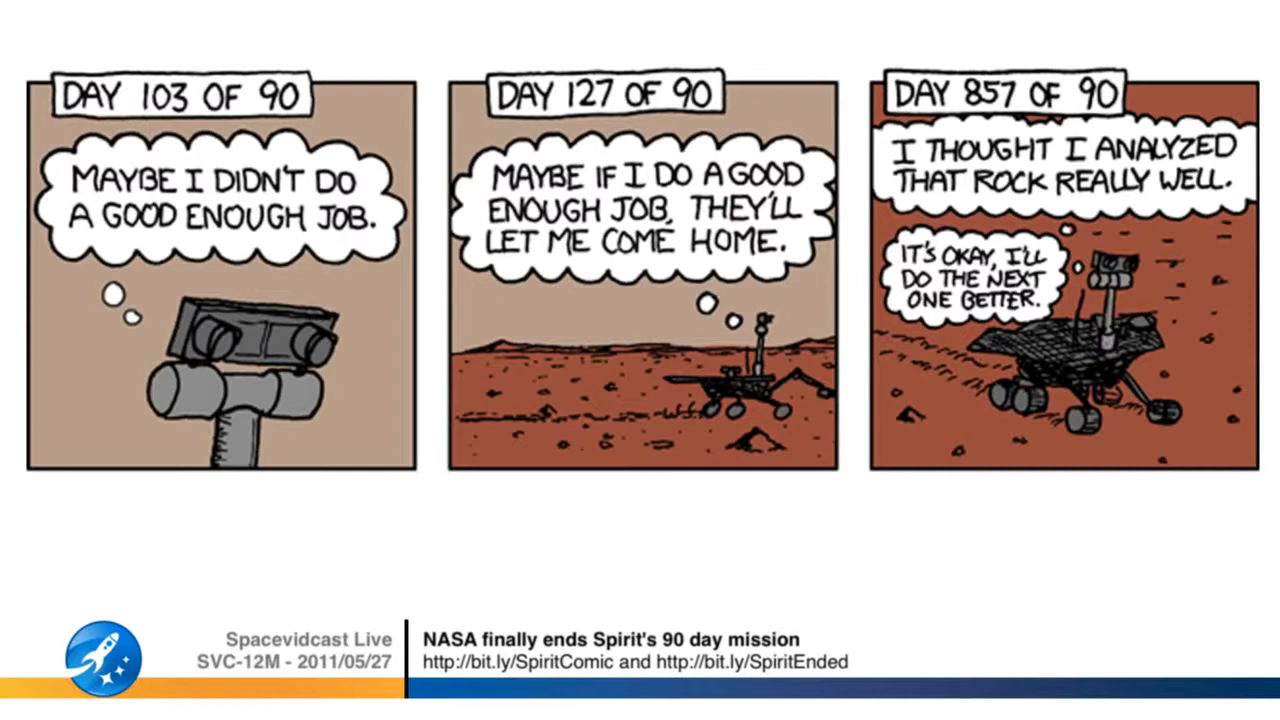 DAY 103 OF 90
MAYBE I DIDN'T DO
A GOOD ENOUGH JOB.
DAY 127 OF 90
MAYBE IF I DO A GOOD
ENOUGH JOB, THEY'LL
LET ME COME HOME.
DAY 857 OF 90
I THOUGHT I ANALYZED
THAT ROCK REALLY WELL.
IT'S OKAY, I'LL
DO THE NEXT
ONE BETTER.
Spacevidcast Live
SVC-12M - 2011/05/27
NASA finally ends Spirit's 90 day mission
http://bit.ly/SpiritComic and http://bit.ly/SpiritEnded